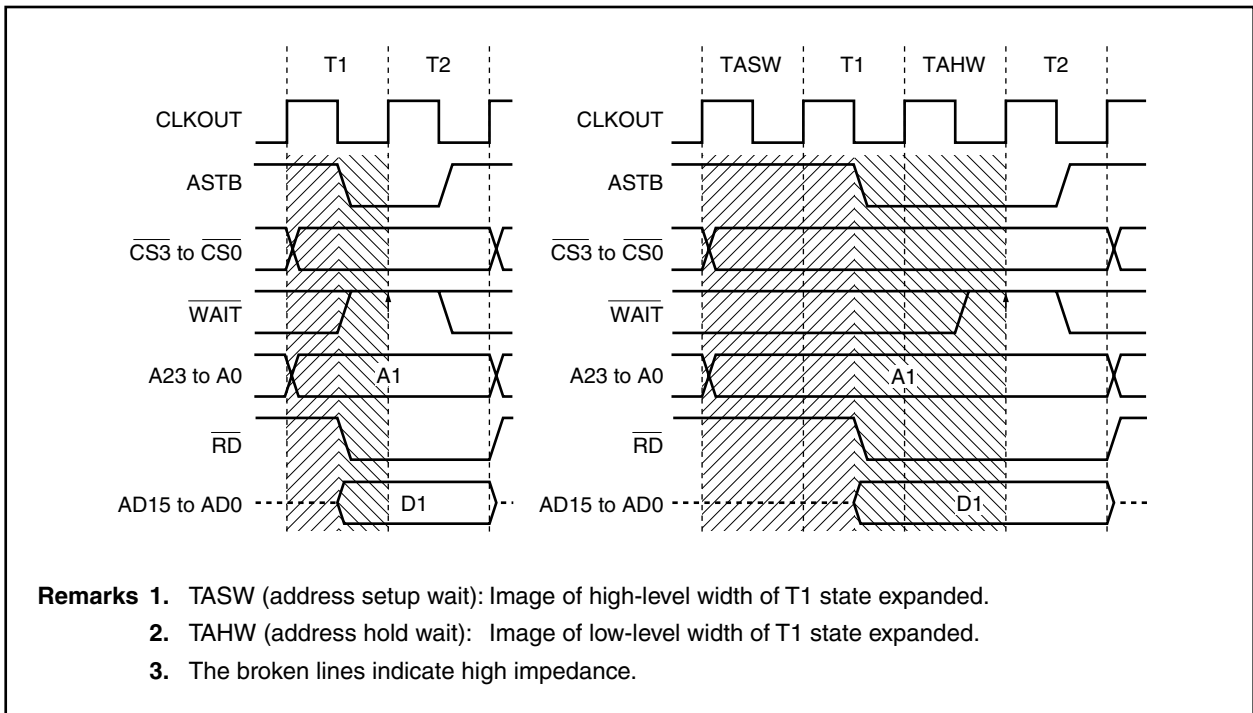 T1 T2
CLKOUT
ASTB
CS3 to CS0
WAIT
A23 to A0 A1
RD
AD15 to AD0 D1
TASW T1 TAHW T2
CLKOUT
ASTB
CS3 to CS0
WAIT
A23 to A0 A1
RD
AD15 to AD0 D1
Remarks 1. TASW (address setup wait): Image of high-level width of T1 state expanded.
2. TAHW (address hold wait): Image of low-level width of T1 state expanded.
3. The broken lines indicate high impedance.